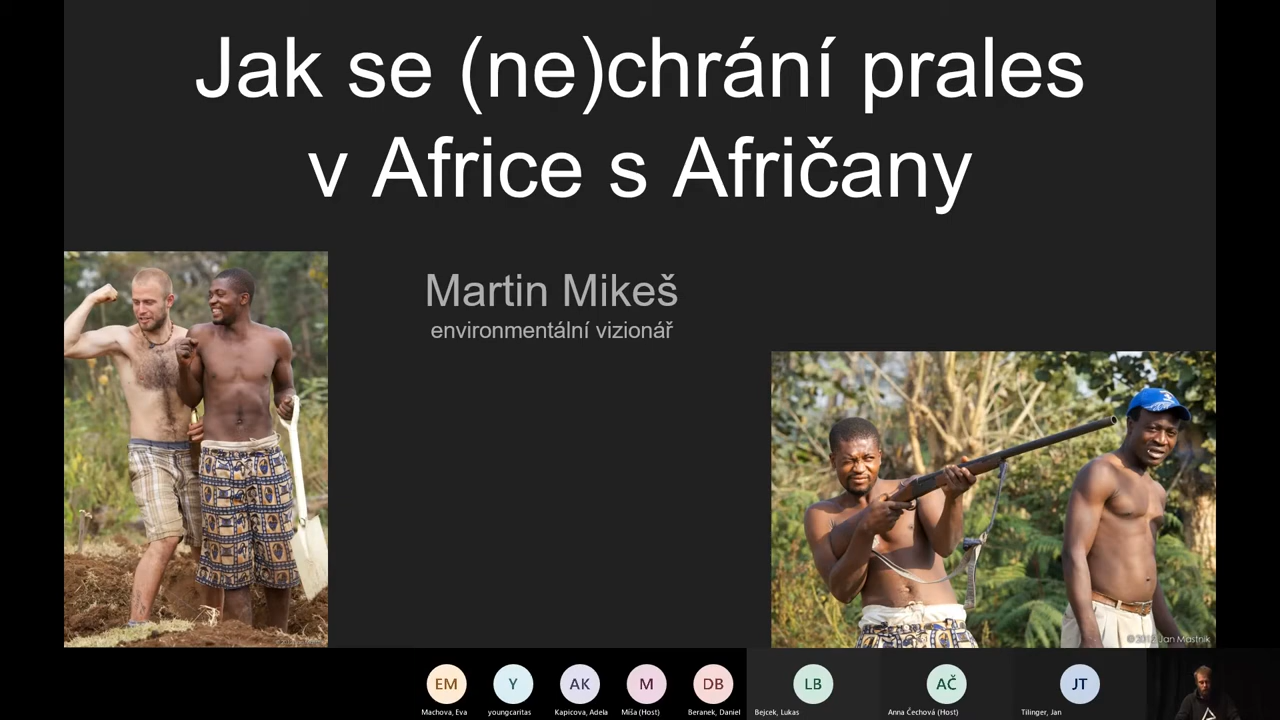 Jak se (ne)chrání prales
v Africe s Afričany
Martin Mikeš
environmentální vizionář
EM
Y
AK
M
DB
LB
AČ
JT
Machova, Eva
youngcaritas
Kapicova, Adela
Míša (Host)
Beranek, Daniel
Bejcek, Lukas
Anna Čechová (Host)
Tilinger, Jan